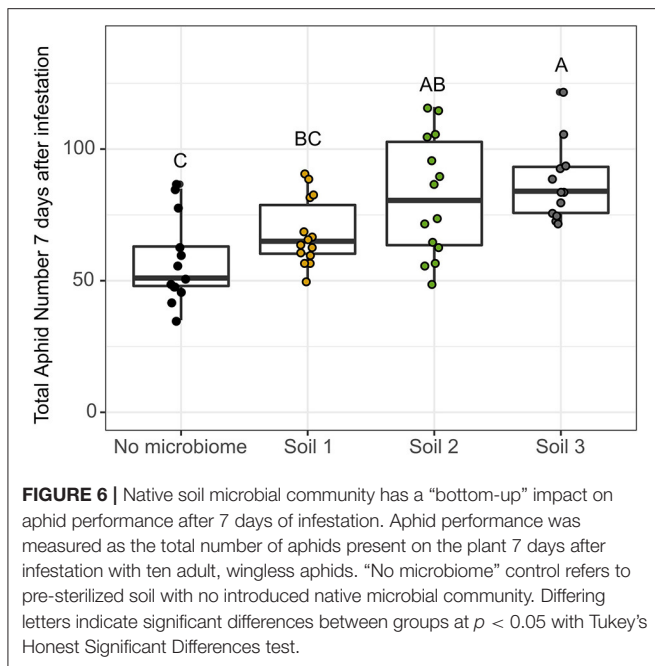 Total Aphid Number 7 days after infestation
100
50
0
C
BC
AB
A
No microbiome
Soil 1
Soil 2
Soil 3
FIGURE 6 | Native soil microbial community has a “bottom-up” impact on
aphid performance after 7 days of infestation. Aphid performance was
measured as the total number of aphids present on the plant 7 days after
infestation with ten adult, wingless aphids. “No microbiome” control refers to
pre-sterilized soil with no introduced native microbial community. Differing
letters indicate significant differences between groups at p < 0.05 with Tukey’s
Honest Significant Differences test.